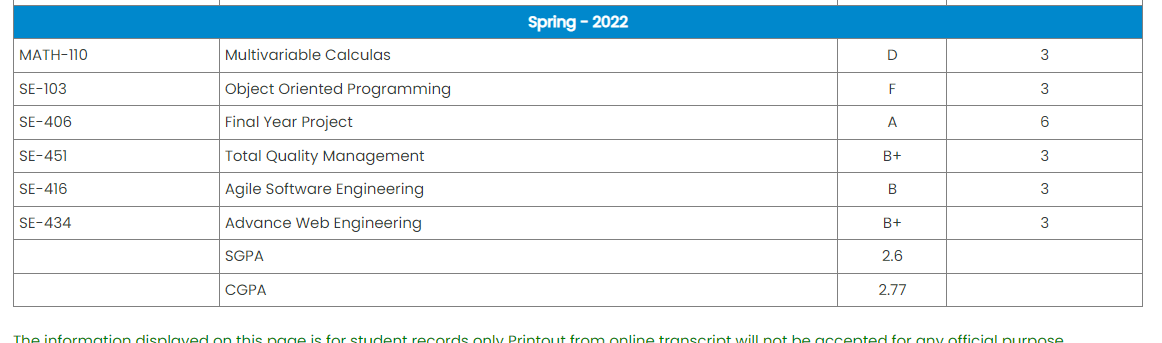 Spring - 2022
MATH-110 Multivariable Calculas D 3
SE-103 Object Oriented Programming F 3
SE-406 Final Year Project A 6
SE-451 Total Quality Management B+ 3
SE-416 Agile Software Engineering B 3
SE-434 Advance Web Engineering B+ 3
SGPA 2.6
CGPA 2.77
The information displayed on this page is for student records only Printout from online transcript will not be accepted for any official purpose